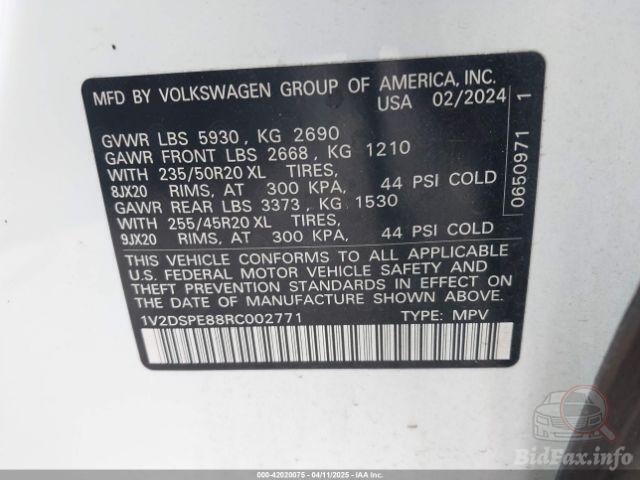 MFD BY VOLKSWAGEN GROUP OF AMERICA, INC.
USA 02/2024
GVWR LBS 5930, KG 2690
GAWR FRONT LBS 2668, KG 1210
WITH 235/50R20 XL TIRES,
8JX20 RIMS, AT 300 KPA, 44 PSI COLD
GAWR REAR LBS 3373, KG 1530
WITH 255/45R20 XL TIRES,
9JX20 RIMS, AT 300 KPA, 44 PSI COLD
THIS VEHICLE CONFORMS TO ALL APPLICABLE
U.S. FEDERAL MOTOR VEHICLE SAFETY AND
THEFT PREVENTION STANDARDS IN EFFECT ON
THE DATE OF MANUFACTURE SHOWN ABOVE.
1V2DSPE88RC002771 TYPE: MPV
0650971 1
BidFax.info
000-42020075 - 04/11/2025 - IAA Inc.